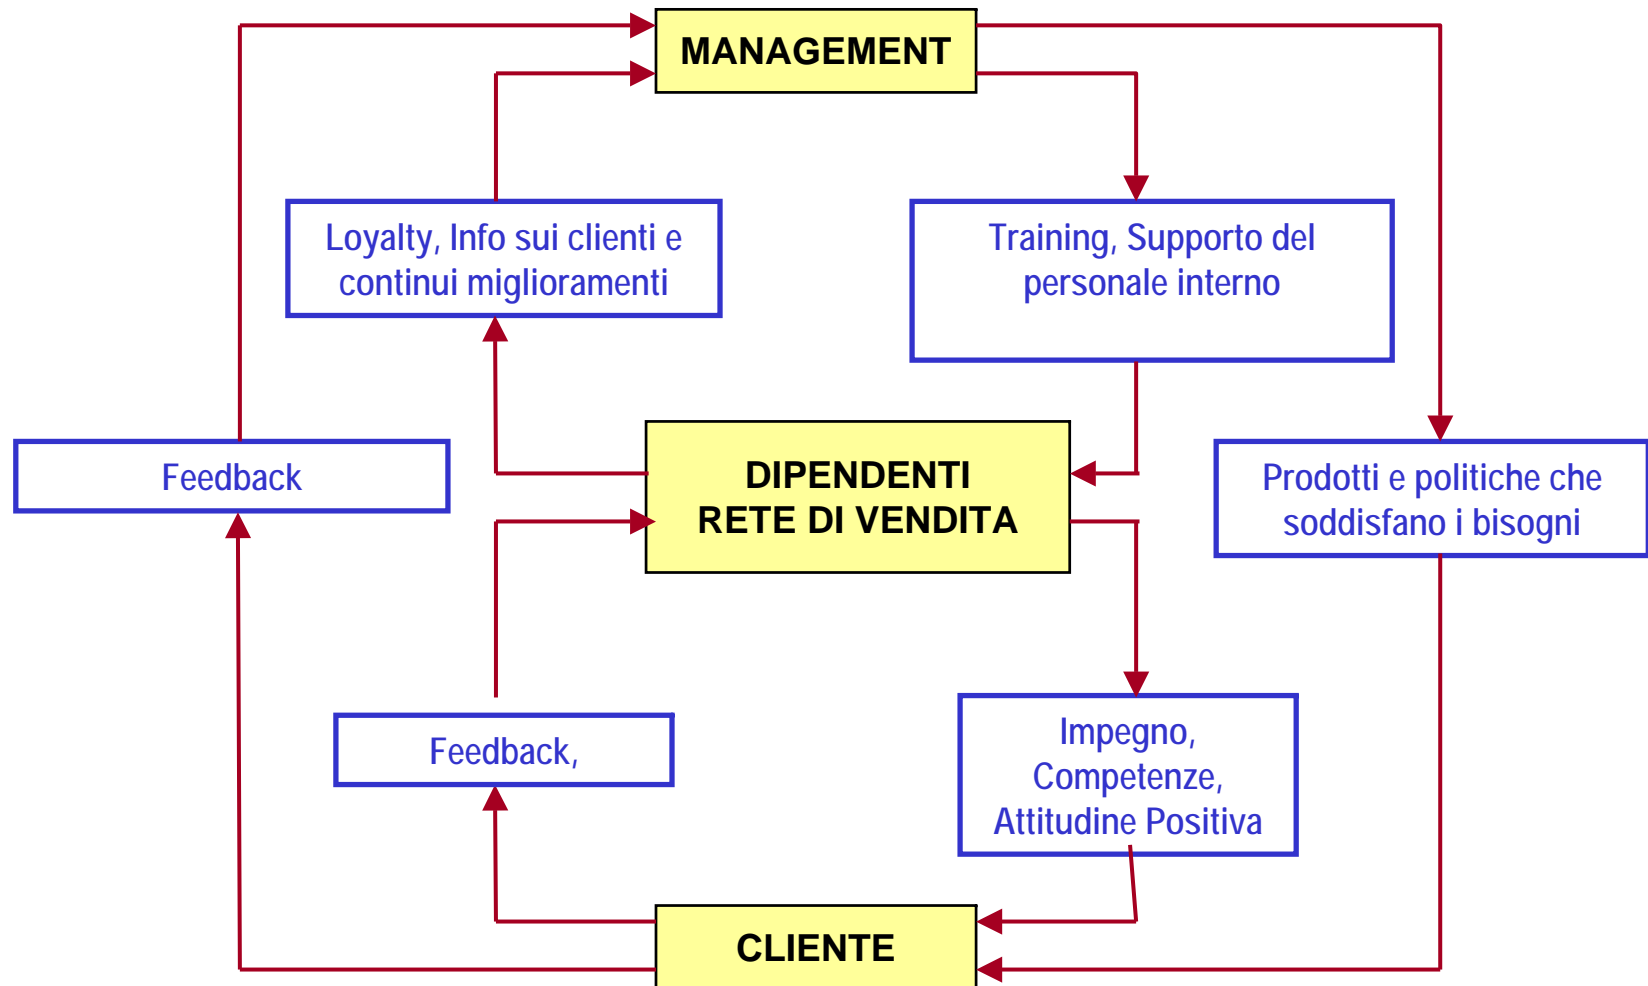 MANAGEMENT
Loyalty, Info sui clienti e
continui miglioramenti
Training, Supporto del
personale interno
Feedback
DIPENDENTI
RETE DI VENDITA
Prodotti e politiche che
soddisfano i bisogni
Feedback,
Impegno,
Competenze,
Attitudine Positiva
CLIENTE